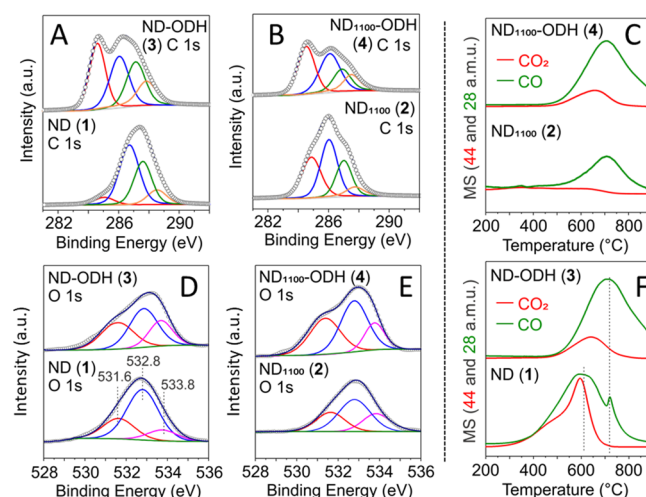 A
ND-ODH
(3) C 1s
ND (1)
C 1s
Intensity (a.u.)
282 286 290
Binding Energy (eV)
B
ND₁₁₀₀-ODH
(4) C 1s
ND₁₁₀₀ (2)
C 1s
Intensity (a.u.)
282 286 290
Binding Energy (eV)
C
ND₁₁₀₀-ODH (4)
CO₂
CO
ND₁₁₀₀ (2)
MS (44 and 28 a.m.u.)
200 400 600 800
Temperature (°C)
D
ND-ODH (3)
O 1s
ND (1)
O 1s
532.8
531.6
533.8
Intensity (a.u.)
528 530 532 534 536
Binding Energy (eV)
E
ND₁₁₀₀-ODH (4)
O 1s
ND₁₁₀₀ (2)
O 1s
Intensity (a.u.)
528 530 532 534 536
Binding Energy (eV)
F
ND-ODH (3)
CO₂
CO
ND (1)
MS (44 and 28 a.m.u.)
200 400 600 800
Temperature (°C)